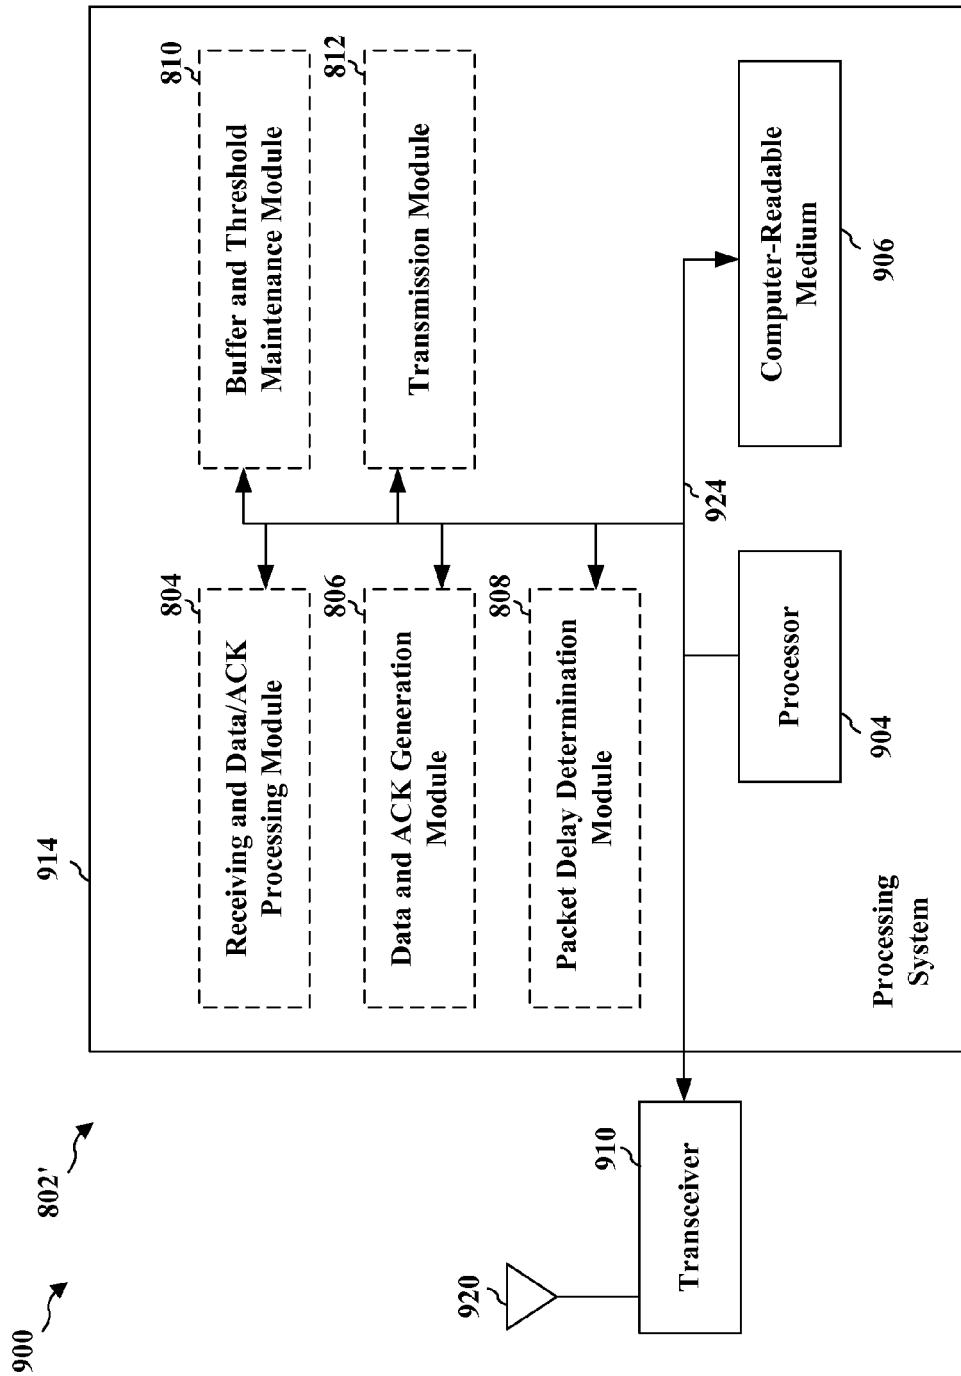 900
802'
914
804
Receiving and Data/ACK
Processing Module
810
Buffer and Threshold
Maintenance Module
806
Data and ACK Generation
Module
812
Transmission Module
808
Packet Delay Determination
Module
924
920
910
Transceiver
Processor
904
Computer-Readable
Medium
906
Processing
System